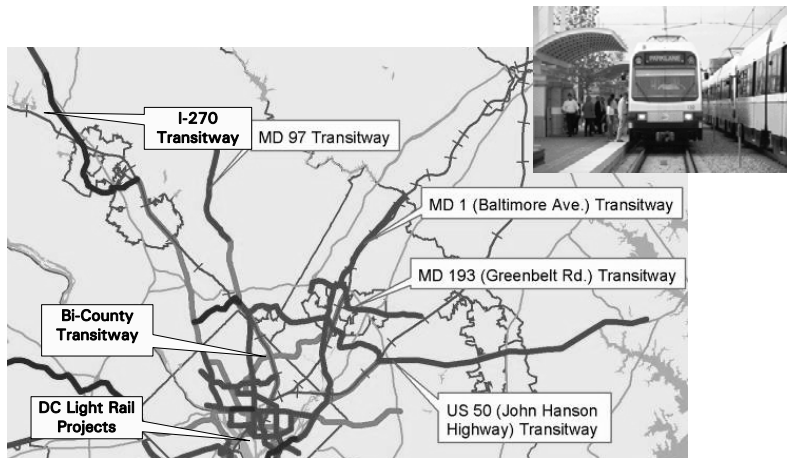 I-270
Transitway
MD 97 Transitway
MD 1 (Baltimore Ave.) Transitway
MD 193 (Greenbelt Rd.) Transitway
Bi-County
Transitway
DC Light Rail
Projects
US 50 (John Hanson
Highway) Transitway